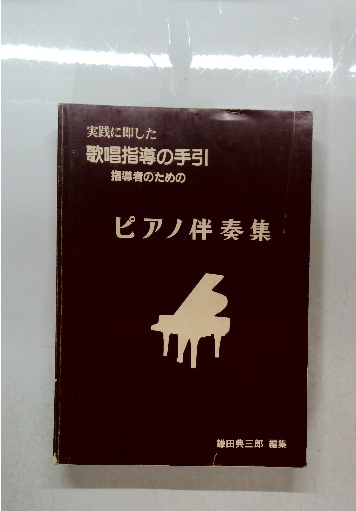 実践に即した
歌唱指導の手引
指導者のための
ピアノ伴奏集
鎌田典三郎 編集